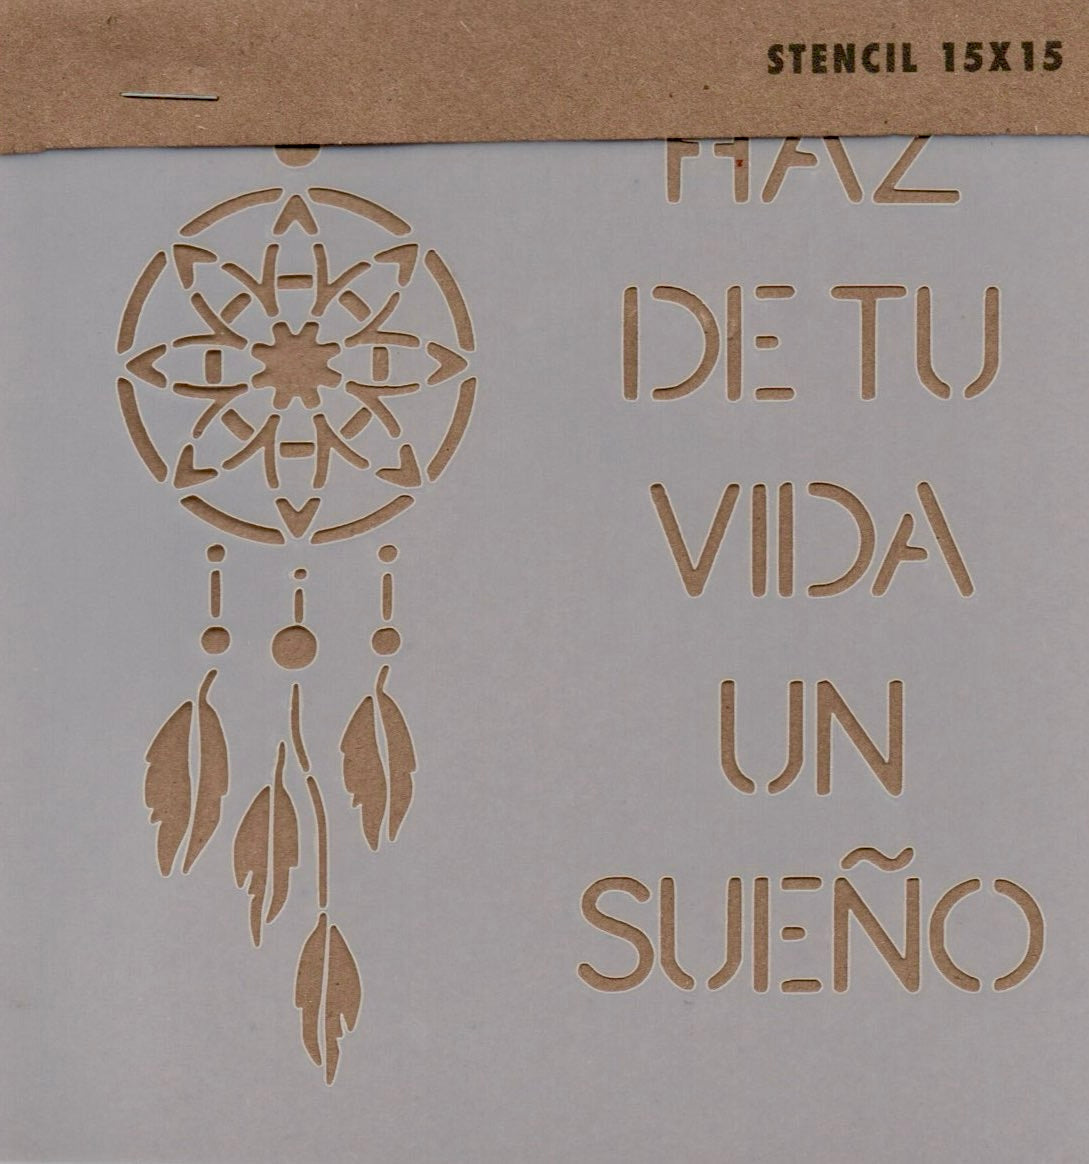 STENCIL 15X15
HAZ
DE TU
VIDA
UN
SUEÑO